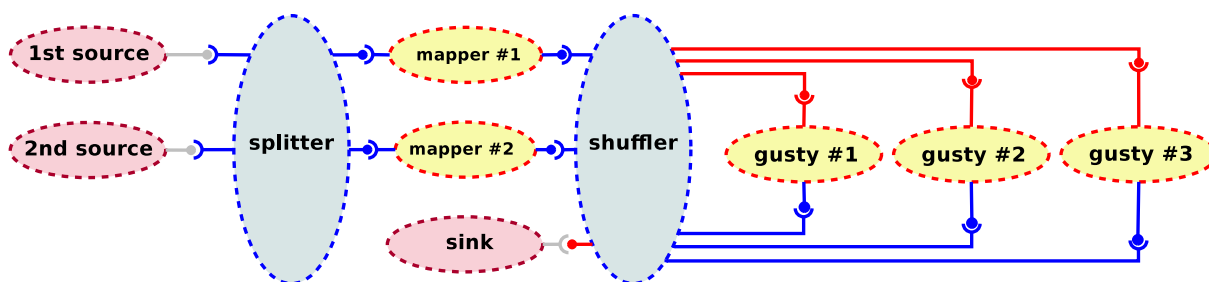 1st source
mapper #1
2nd source
splitter
mapper #2
shuffler
gusty #1
gusty #2
gusty #3
sink